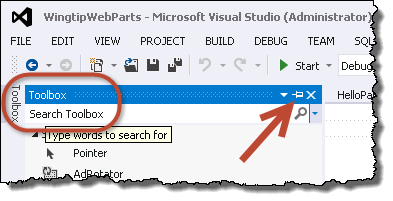 WingtipWebParts - Microsoft Visual Studio (Administrator)
FILE EDIT VIEW PROJECT BUILD DEBUG TEAM SQL
Start Debug
Toolbox
Toolbox
HelloPa
Search Toolbox
Type words to search for
Pointer
AdRotator